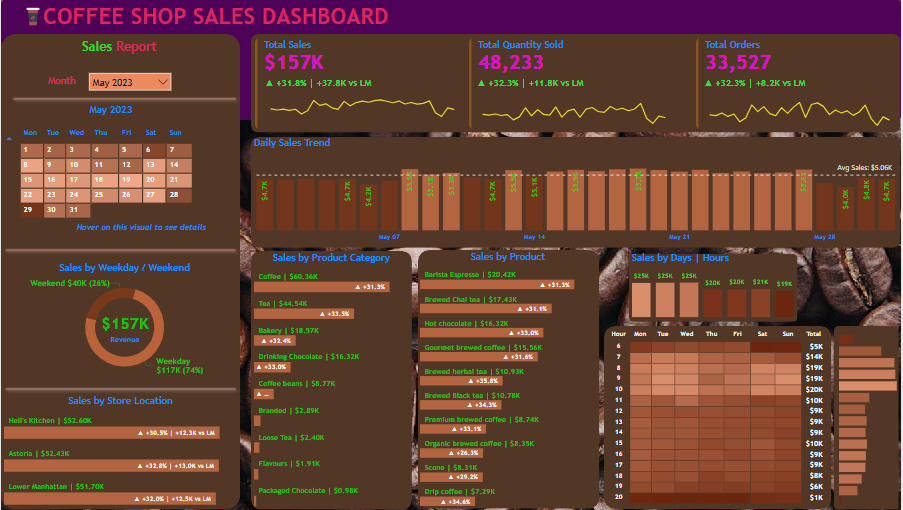 COFFEE SHOP SALES DASHBOARD
Sales Report
Month
May 2023
May 2023
Mon Tue Wed Thu Fri Sat Sun
1 2 3 4 5 6 7
8 9 10 11 12 13 14
15 16 17 18 19 20 21
22 23 24 25 26 27 28
29 30 31
Hover on this visual to see details
Sales by Weekday / Weekend
Weekend $40K (26%)
$157K
Revenue
Weekday
$117K (74%)
Sales by Store Location
Hell's Kitchen | $52.60K
▲ +30.5% | +12.3K vs LM
Astoria | $52.43K
▲ +32.8% | +13.0K vs LM
Lower Manhattan | $51.70K
▲ +32.0% | +12.5K vs LM
Total Sales
$157K
▲ +31.8% | +37.8K vs LM
Total Quantity Sold
48,233
▲ +32.3% | +11.8K vs LM
Total Orders
33,527
▲ +32.3% | +8.2K vs LM
Daily Sales Trend
Avg Sales: $5.06K
$4.7K
$4.7K
$4.2K
$4.7K
$5.1K
$4.0K
$4.8K
$4.7K
May 07
May 14
May 21
May 28
Sales by Product Category
Coffee | $60.36K
▲ +31.3%
Tea | $44.54K
▲ +33.5%
Bakery | $18.57K
▲ +32.4%
Drinking Chocolate | $16.32K
▲ +33.0%
Coffee beans | $8.77K
▲ ...
Branded | $2.89K
Loose Tea | $2.40K
Flavours | $1.91K
Packaged Chocolate | $0.98K
Sales by Product
Barista Espresso | $20.42K
▲ +31.3%
Brewed Chai tea | $17.43K
▲ +31.1%
Hot chocolate | $16.32K
▲ +33.0%
Gourmet brewed coffee | $15.56K
▲ +31.6%
Brewed herbal tea | $10.93K
▲ +35.8%
Brewed Black tea | $10.78K
▲ +34.3%
Premium brewed coffee | $8.74K
▲ +33.1%
Organic brewed coffee | $8.35K
▲ +26.3%
Scone | $8.31K
▲ +29.2%
Drip coffee | $7.29K
▲ +34.6%
Sales by Days | Hours
$25K $25K $25K $20K $20K $21K $19K
Hour Mon Tue Wed Thu Fri Sat Sun Total
6 $5K
7 $14K
8 $19K
9 $19K
10 $20K
11 $10K
12 $9K
13 $9K
14 $9K
15 $10K
16 $9K
17 $9K
18 $8K
19 $6K
20 $1K